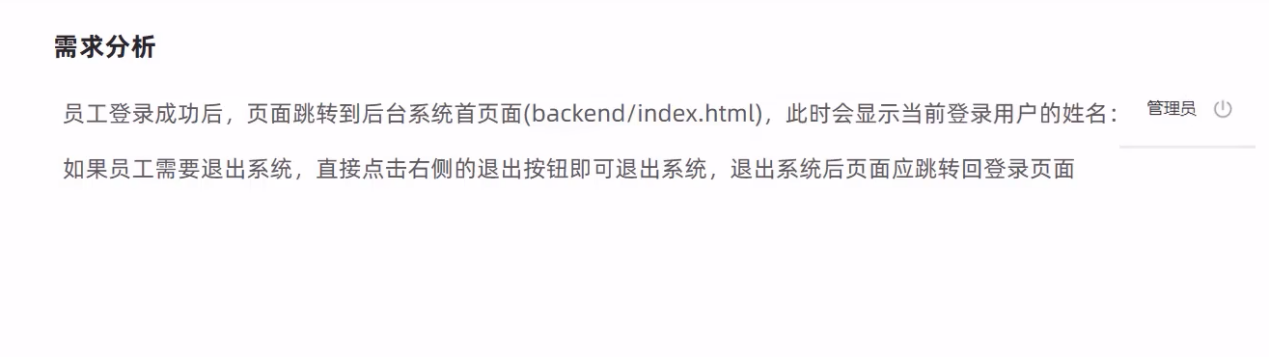 需求分析
员工登录成功后，页面跳转到后台系统首页面(backend/index.html)，此时会显示当前登录用户的姓名： 管理员
如果员工需要退出系统，直接点击右侧的退出按钮即可退出系统，退出系统后页面应跳转回登录页面